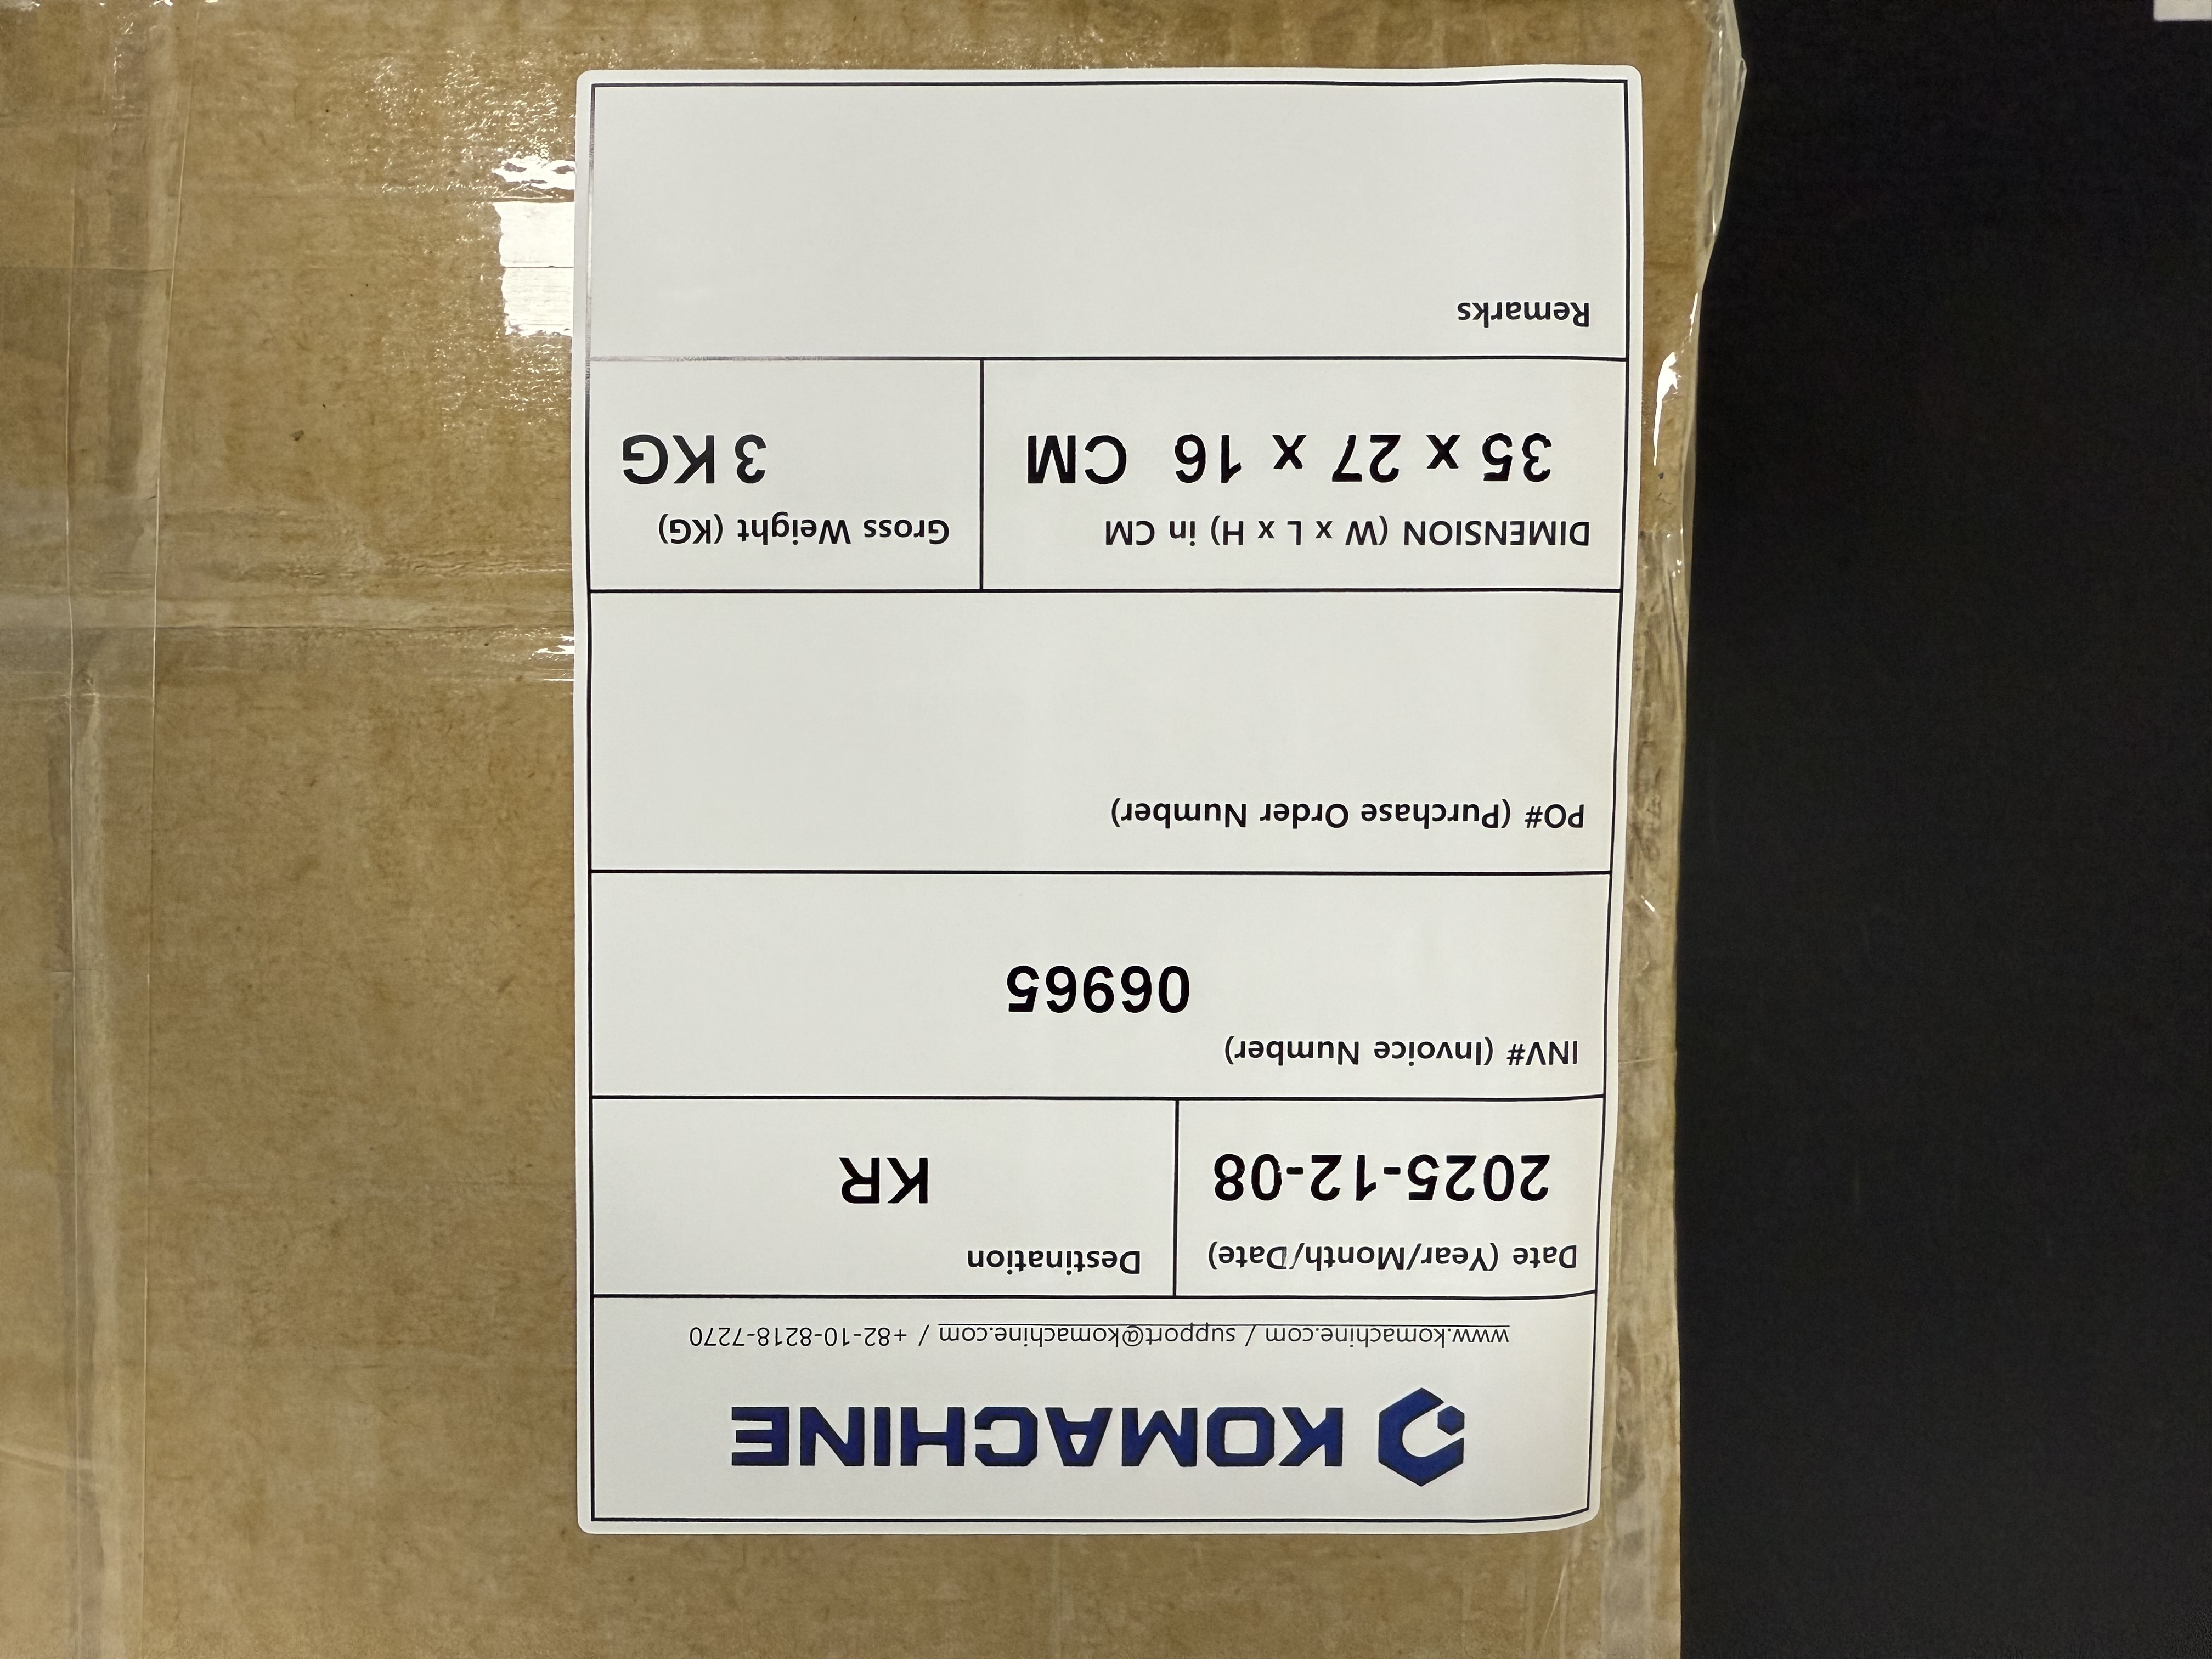 KOMACHINE
www.komachine.com / support@komachine.com / +82-10-8218-7270
Date (Year/Month/Date)
2025-12-08
Destination
KR
INV# (Invoice Number)
06965
PO# (Purchase Order Number)
DIMENSION (W x L x H) in CM
35 x 27 x 16 CM
Gross Weight (KG)
3 KG
Remarks